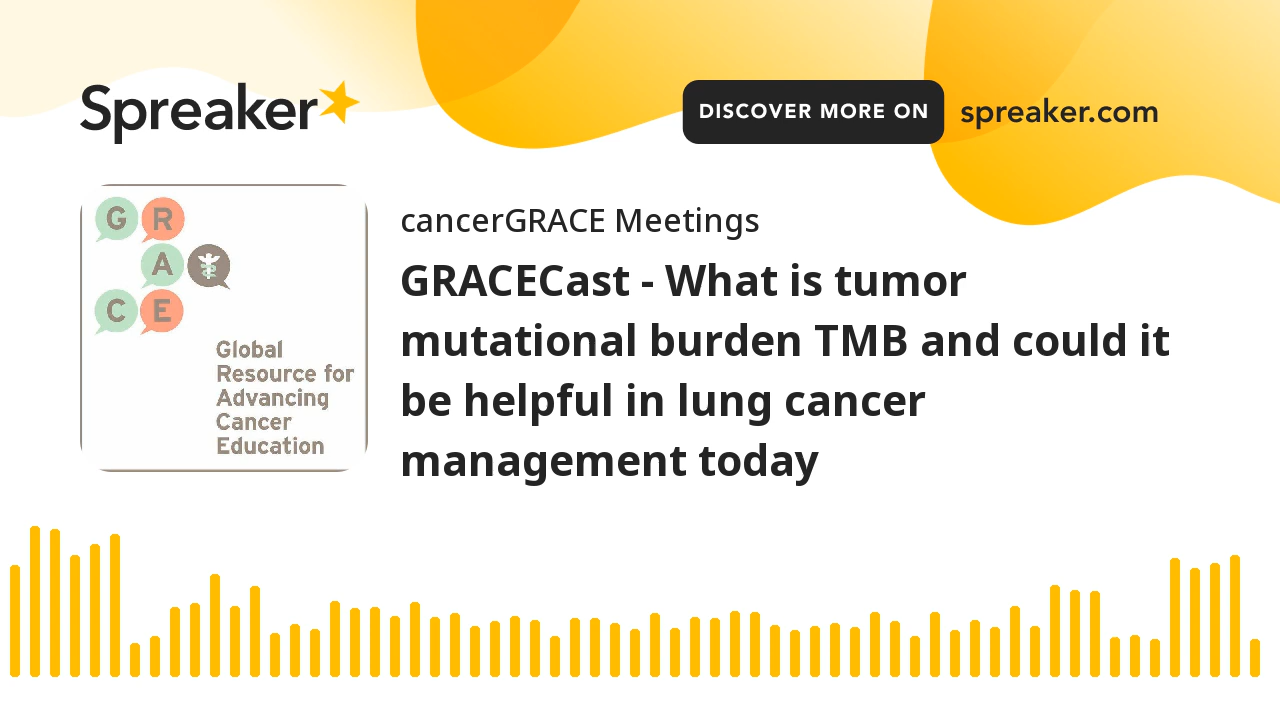 Spreaker
DISCOVER MORE ON
spreaker.com
G R
A
C E
Global
Resource for
Advancing
Cancer
Education
cancerGRACE Meetings
GRACECast - What is tumor
mutational burden TMB and could it
be helpful in lung cancer
management today